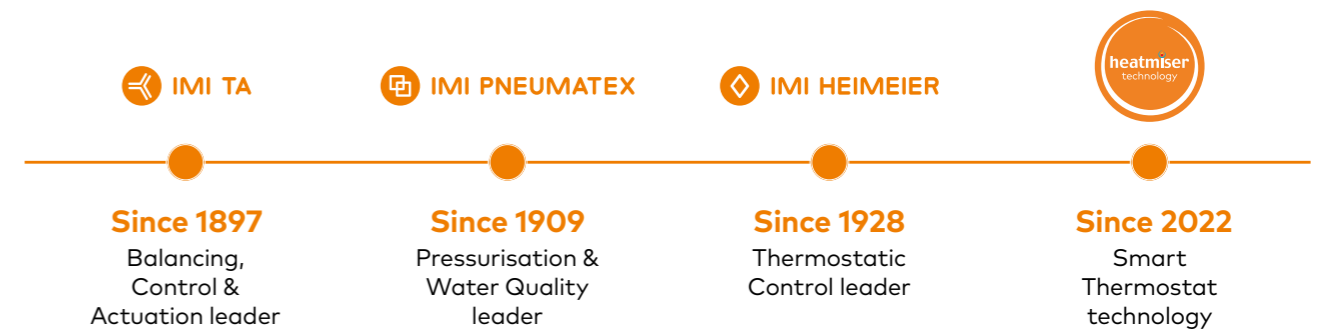 IMI TA
IMI PNEUMATEX
IMI HEIMEIER
heatmiser
technology
Since 1897
Balancing,
Control &
Actuation leader
Since 1909
Pressurisation &
Water Quality
leader
Since 1928
Thermostatic
Control leader
Since 2022
Smart
Thermostat
technology